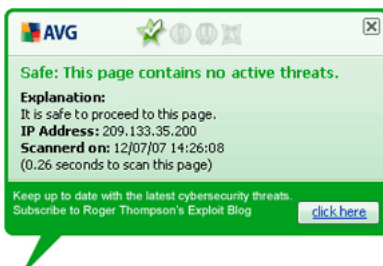 AVG
Safe: This page contains no active threats.
Explanation:
It is safe to proceed to this page.
IP Address: 209.133.35.200
Scannerd on: 12/07/07 14:26:08
(0.26 seconds to scan this page)
Keep up to date with the latest cybersecurity threats.
Subscribe to Roger Thompson's Exploit Blog
click here